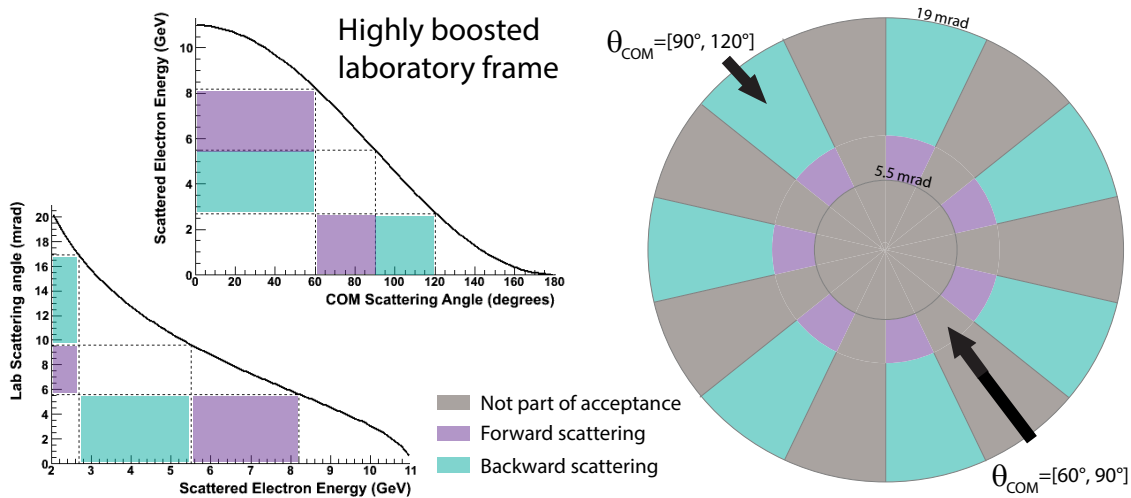 Highly boosted
laboratory frame
Scattered Electron Energy (GeV)
10
8
6
4
2
0
0 20 40 60 80 100 120 140 160 180
COM Scattering Angle (degrees)
Lab Scattering angle (mrad)
20
18
16
14
12
10
8
6
4
2
0
2 3 4 5 6 7 8 9 10 11
Scattered Electron Energy (GeV)
Not part of acceptance
Forward scattering
Backward scattering
θCOM=[90°, 120°]
19 mrad
5.5 mrad
θCOM=[60°, 90°]